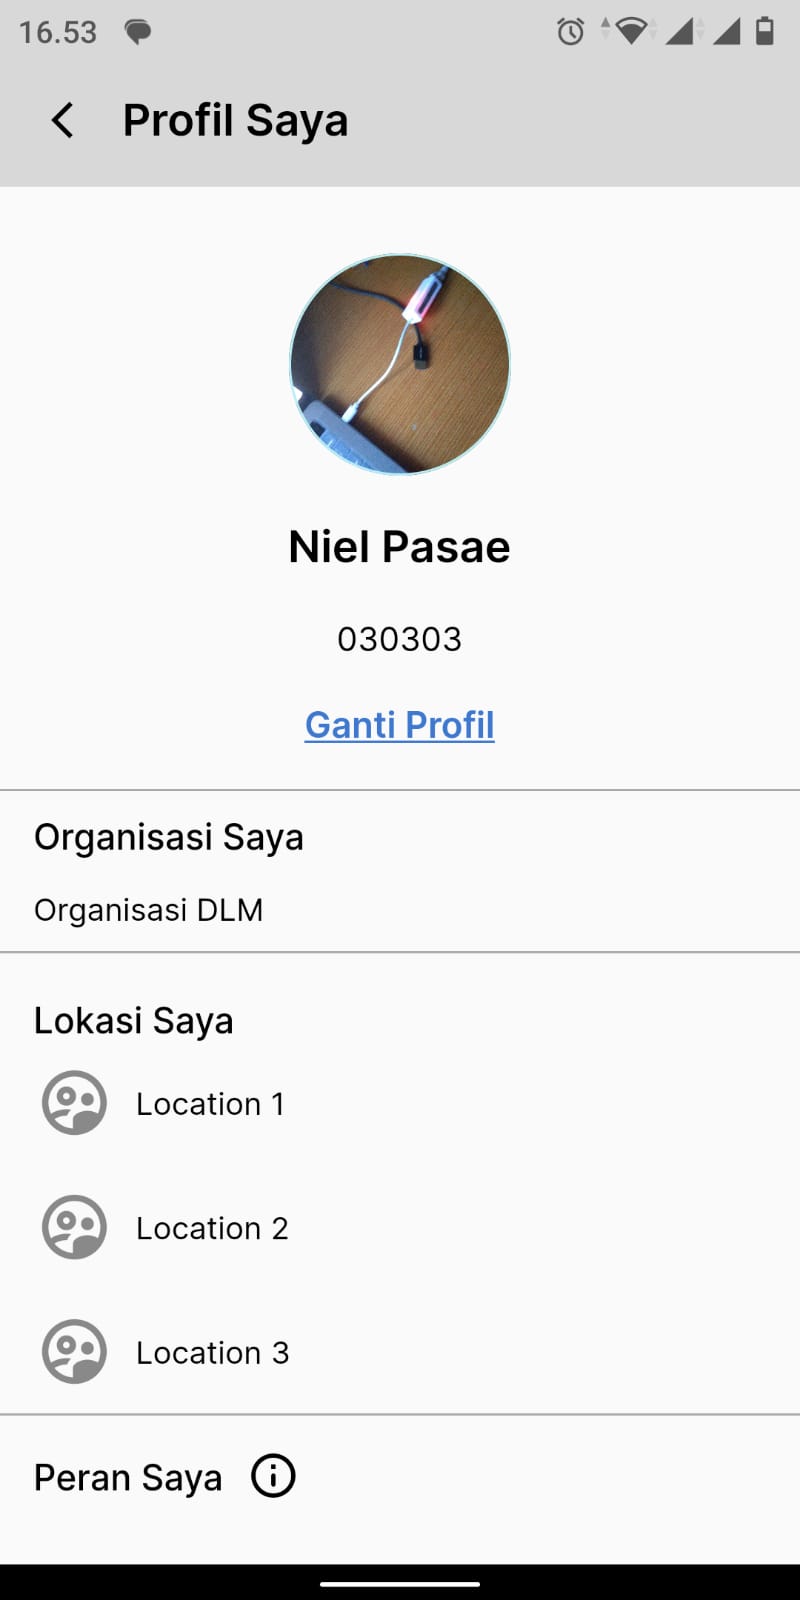 16.53
Profil Saya
Niel Pasae
030303
Ganti Profil
Organisasi Saya
Organisasi DLM
Lokasi Saya
Location 1
Location 2
Location 3
Peran Saya